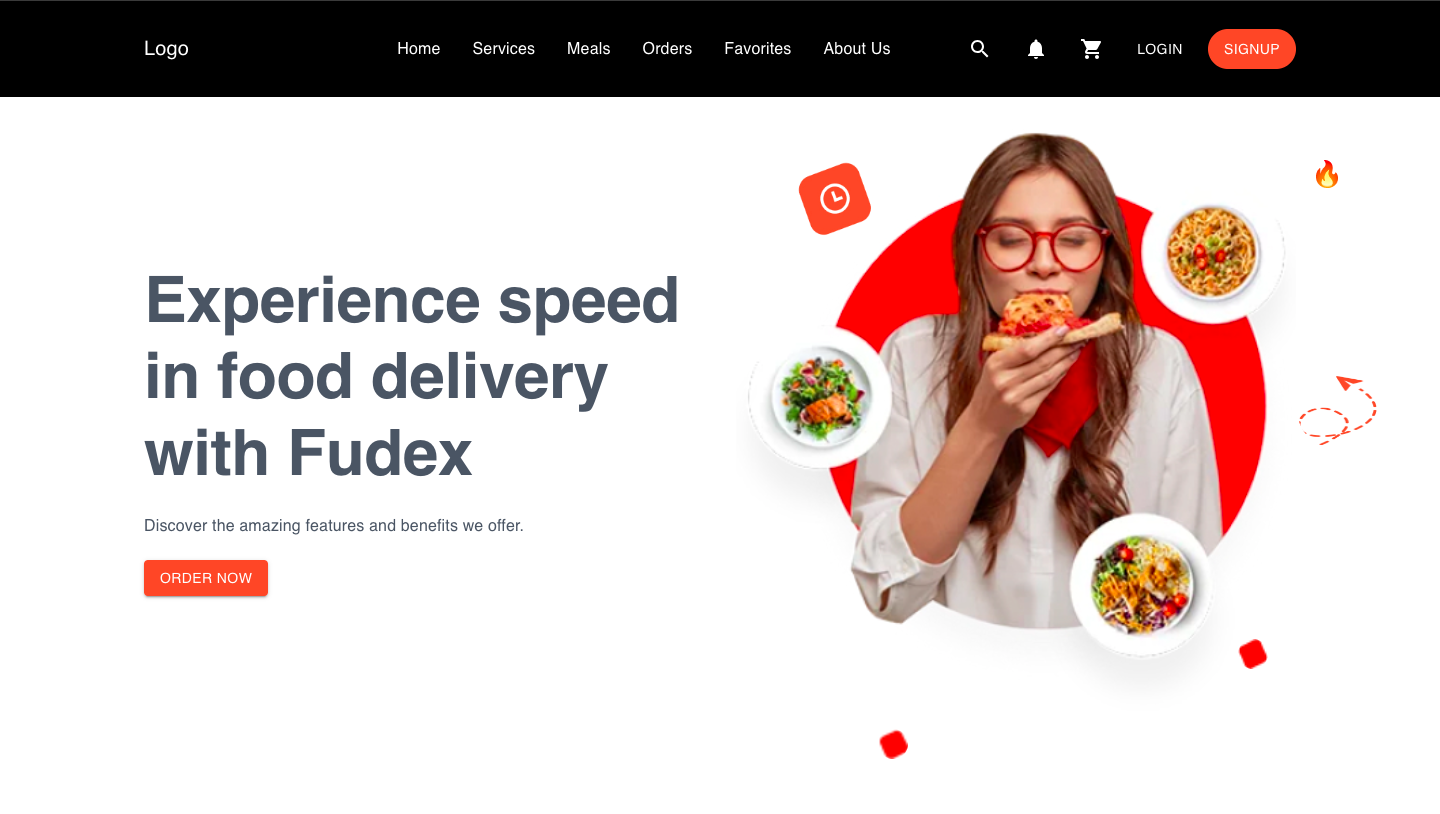 Logo
Home
Services
Meals
Orders
Favorites
About Us
LOGIN
SIGNUP
Experience speed
in food delivery
with Fudex
Discover the amazing features and benefits we offer.
ORDER NOW